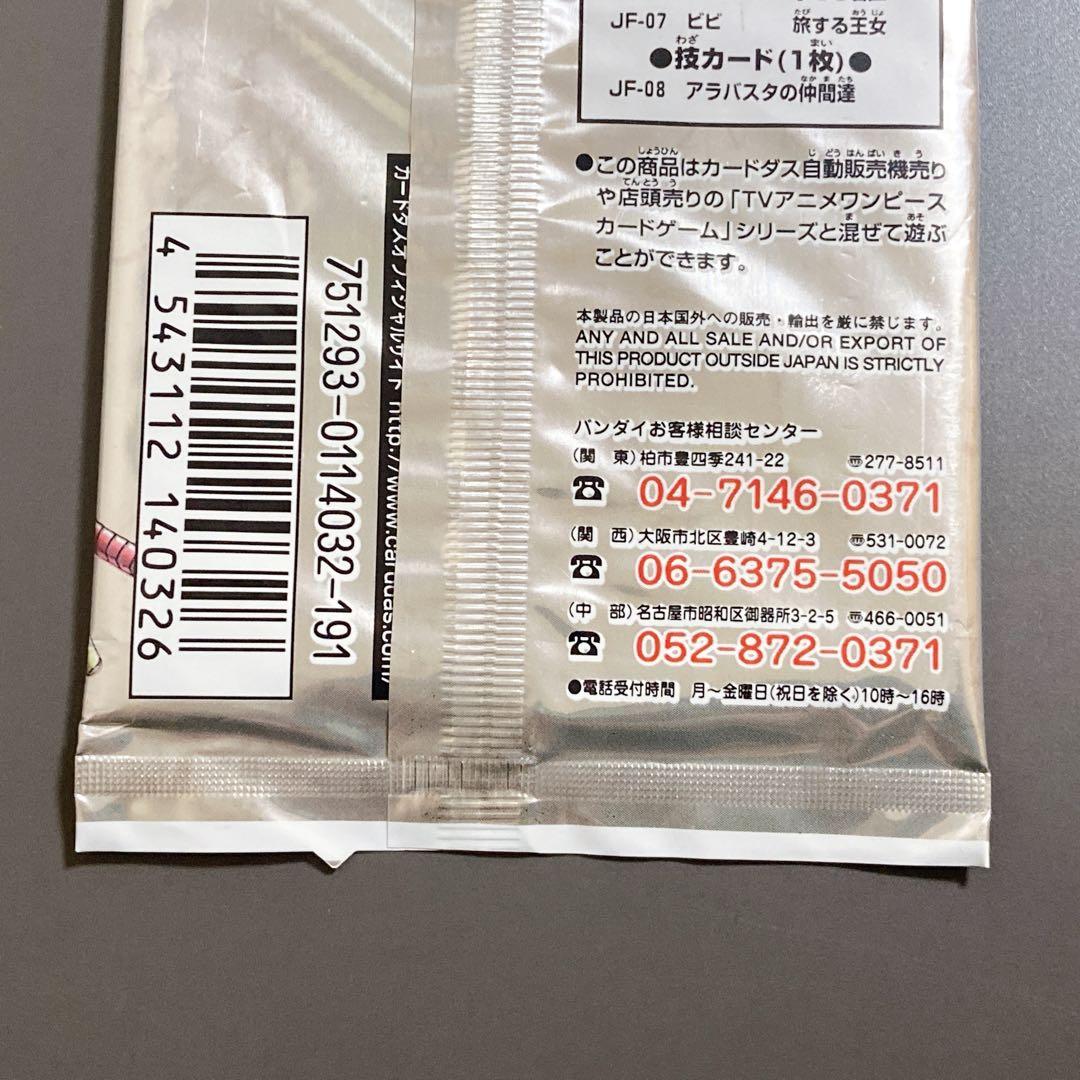 JF-07 ビビ 旅する王女
●技カード(1枚)●
JF-08 アラバスタの仲間達
●この商品はカードダス自動販売機売り
や店頭売りの「TVアニメワンピース
カードゲーム」シリーズと混ぜて遊ぶ
ことができます。
本製品の日本国外への販売・輸出を厳に禁じます。
ANY AND ALL SALE AND/OR EXPORT OF
THIS PRODUCT OUTSIDE JAPAN IS STRICTLY
PROHIBITED.
バンダイお客様相談センター
(関 東)柏市豊四季241-22 〠277-8511
☎ 04-7146-0371
(関 西)大阪市北区豊崎4-12-3 〠531-0072
☎ 06-6375-5050
(中 部)名古屋市昭和区御器所3-2-5 〠466-0051
☎ 052-872-0371
●電話受付時間 月～金曜日(祝日を除く)10時～16時
カードダスオフィシャルサイト http://www.carddas.com/
751293-0114032-191
4 543112 140326